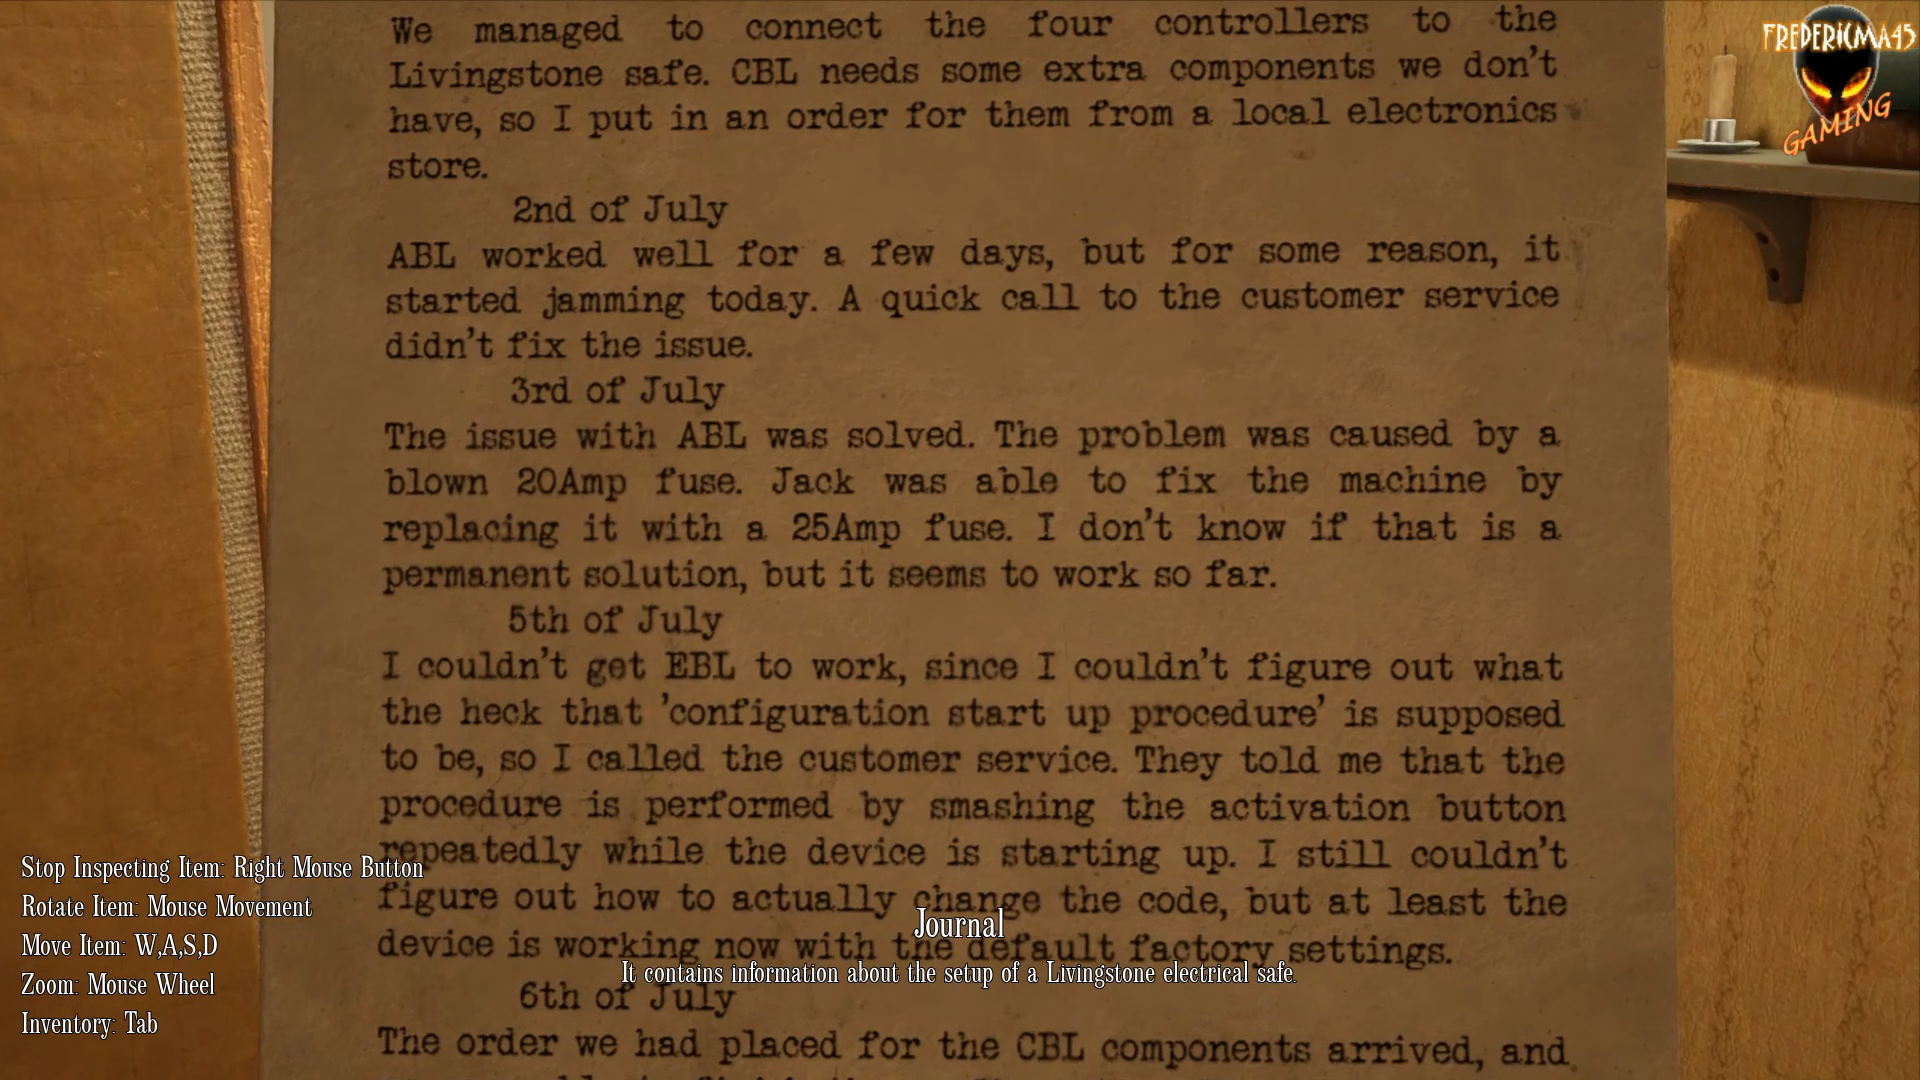 We managed to connect the four controllers to the
Livingstone safe. CBL needs some extra components we don't
have, so I put in an order for them from a local electronics
store.
2nd of July
ABL worked well for a few days, but for some reason, it
started jamming today. A quick call to the customer service
didn't fix the issue.
3rd of July
The issue with ABL was solved. The problem was caused by a
blown 20Amp fuse. Jack was able to fix the machine by
replacing it with a 25Amp fuse. I don't know if that is a
permanent solution, but it seems to work so far.
5th of July
I couldn't get EBL to work, since I couldn't figure out what
the heck that 'configuration start up procedure' is supposed
to be, so I called the customer service. They told me that the
procedure is performed by smashing the activation button
repeatedly while the device is starting up. I still couldn't
figure out how to actually change the code, but at least the
device is working now with the default factory settings.
6th of July
The order we had placed for the CBL components arrived, and
Journal
It contains information about the setup of a Livingstone electrical safe.
Stop Inspecting Item: Right Mouse Button
Rotate Item: Mouse Movement
Move Item: W,A,S,D
Zoom: Mouse Wheel
Inventory: Tab
FREDERICMA45
GAMING